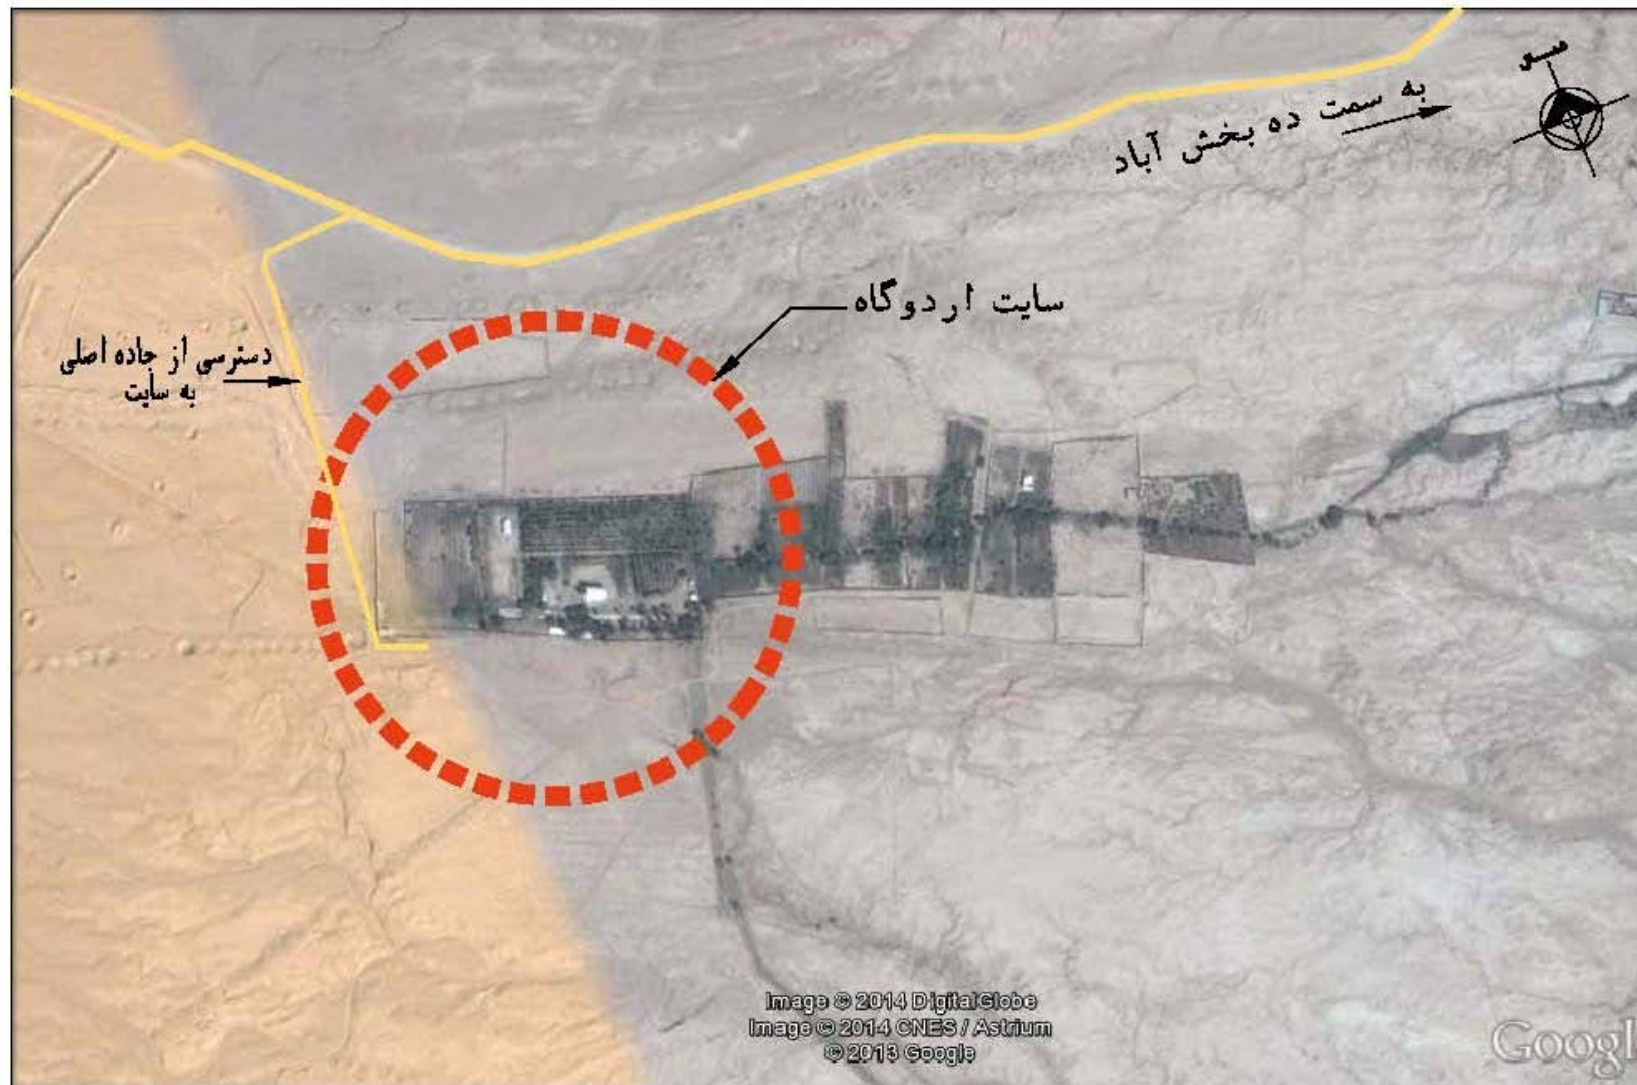 به سمت ده بخش آباد
سایت اردوگاه
دسترسی از جاده اصلی
به سایت
Image © 2014 DigitalGlobe
Image © 2014 CNES / Astrium
© 2013 Google